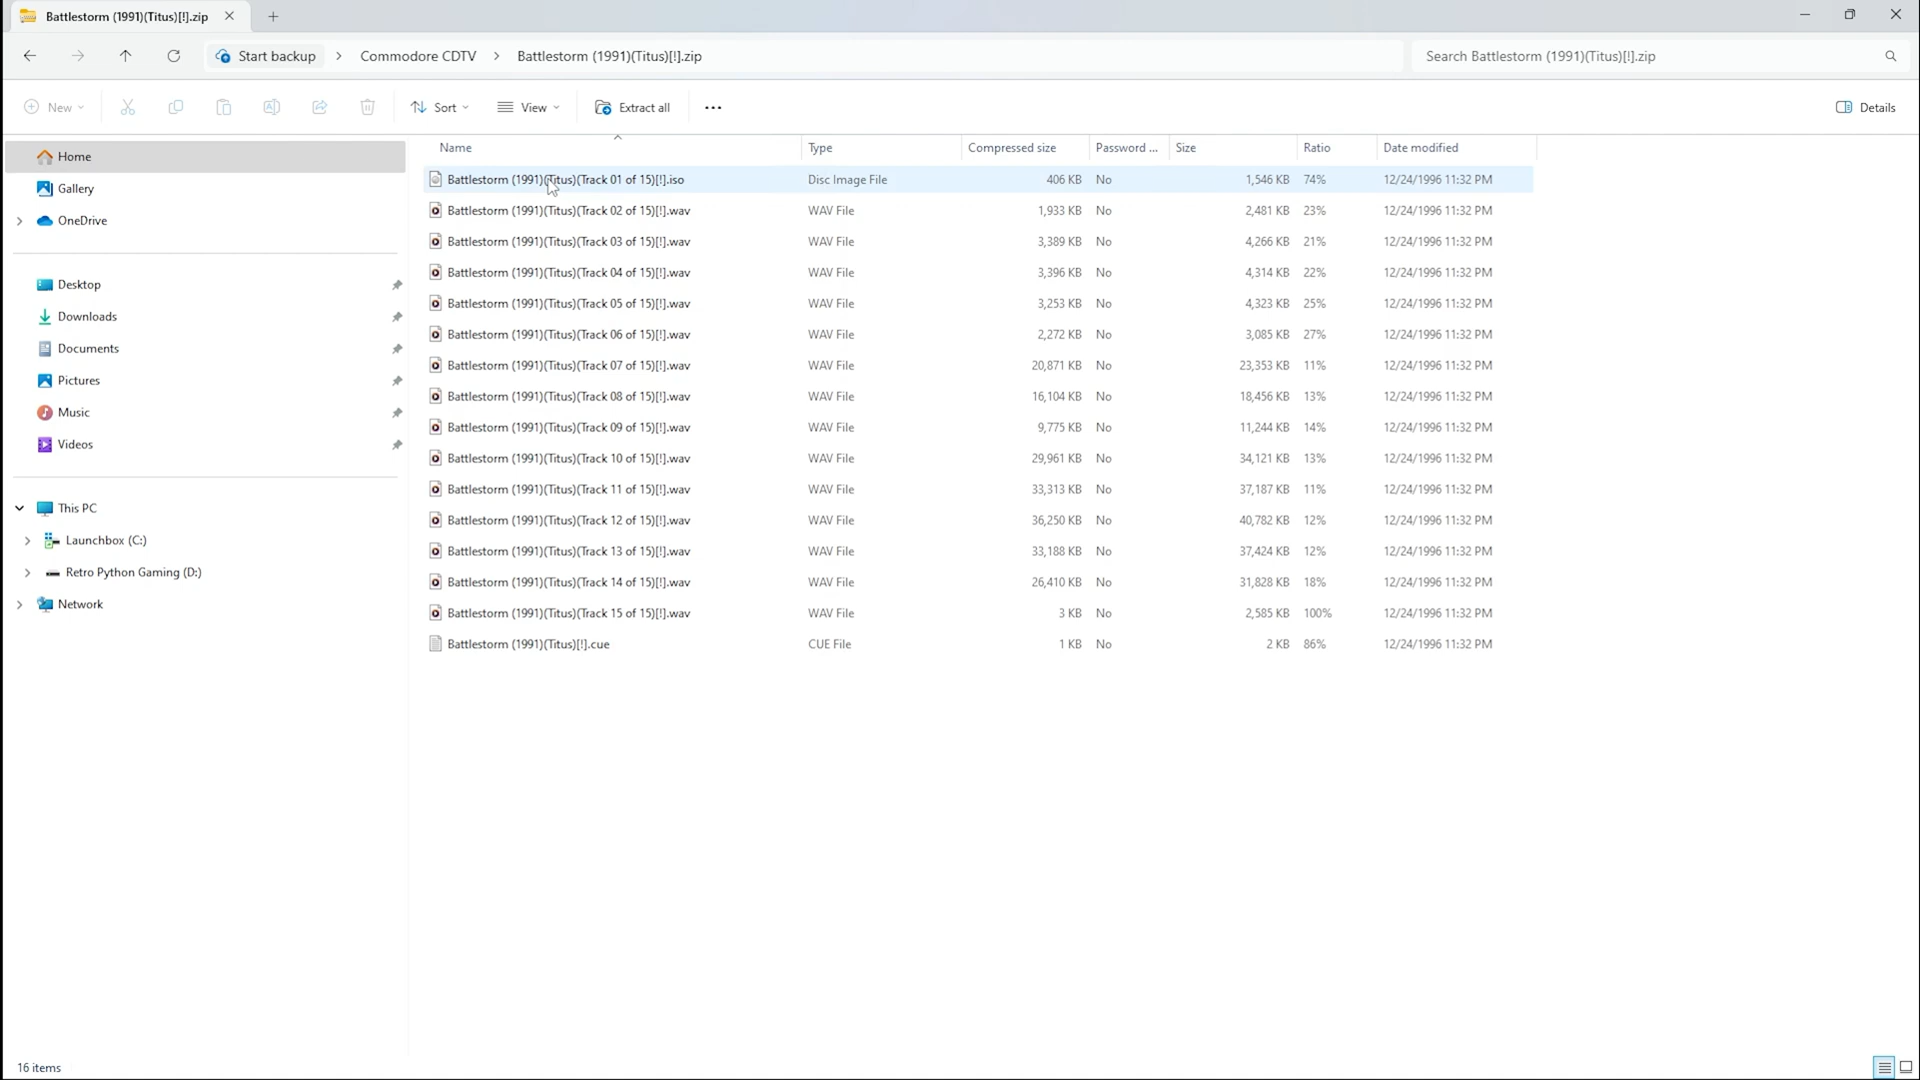 Battlestorm (1991)(Titus)[!].zip
Start backup > Commodore CDTV > Battlestorm (1991)(Titus)[!].zip
Search Battlestorm (1991)(Titus)[!].zip
New Sort View Extract all ... Details
Home
Gallery
OneDrive
Desktop
Downloads
Documents
Pictures
Music
Videos
This PC
Launchbox (C:)
Retro Python Gaming (D:)
Network
Name Type Compressed size Password ... Size Ratio Date modified
Battlestorm (1991)(Titus)(Track 01 of 15)[!].iso Disc Image File 406 KB No 1,546 KB 74% 12/24/1996 11:32 PM
Battlestorm (1991)(Titus)(Track 02 of 15)[!].wav WAV File 1,933 KB No 2,481 KB 23% 12/24/1996 11:32 PM
Battlestorm (1991)(Titus)(Track 03 of 15)[!].wav WAV File 3,389 KB No 4,266 KB 21% 12/24/1996 11:32 PM
Battlestorm (1991)(Titus)(Track 04 of 15)[!].wav WAV File 3,396 KB No 4,314 KB 22% 12/24/1996 11:32 PM
Battlestorm (1991)(Titus)(Track 05 of 15)[!].wav WAV File 3,253 KB No 4,323 KB 25% 12/24/1996 11:32 PM
Battlestorm (1991)(Titus)(Track 06 of 15)[!].wav WAV File 2,272 KB No 3,085 KB 27% 12/24/1996 11:32 PM
Battlestorm (1991)(Titus)(Track 07 of 15)[!].wav WAV File 20,871 KB No 23,353 KB 11% 12/24/1996 11:32 PM
Battlestorm (1991)(Titus)(Track 08 of 15)[!].wav WAV File 16,104 KB No 18,456 KB 13% 12/24/1996 11:32 PM
Battlestorm (1991)(Titus)(Track 09 of 15)[!].wav WAV File 9,775 KB No 11,244 KB 14% 12/24/1996 11:32 PM
Battlestorm (1991)(Titus)(Track 10 of 15)[!].wav WAV File 29,961 KB No 34,121 KB 13% 12/24/1996 11:32 PM
Battlestorm (1991)(Titus)(Track 11 of 15)[!].wav WAV File 33,313 KB No 37,187 KB 11% 12/24/1996 11:32 PM
Battlestorm (1991)(Titus)(Track 12 of 15)[!].wav WAV File 36,250 KB No 40,782 KB 12% 12/24/1996 11:32 PM
Battlestorm (1991)(Titus)(Track 13 of 15)[!].wav WAV File 33,188 KB No 37,424 KB 12% 12/24/1996 11:32 PM
Battlestorm (1991)(Titus)(Track 14 of 15)[!].wav WAV File 26,410 KB No 31,828 KB 18% 12/24/1996 11:32 PM
Battlestorm (1991)(Titus)(Track 15 of 15)[!].wav WAV File 3 KB No 2,585 KB 100% 12/24/1996 11:32 PM
Battlestorm (1991)(Titus)[!].cue CUE File 1 KB No 2 KB 86% 12/24/1996 11:32 PM
16 items